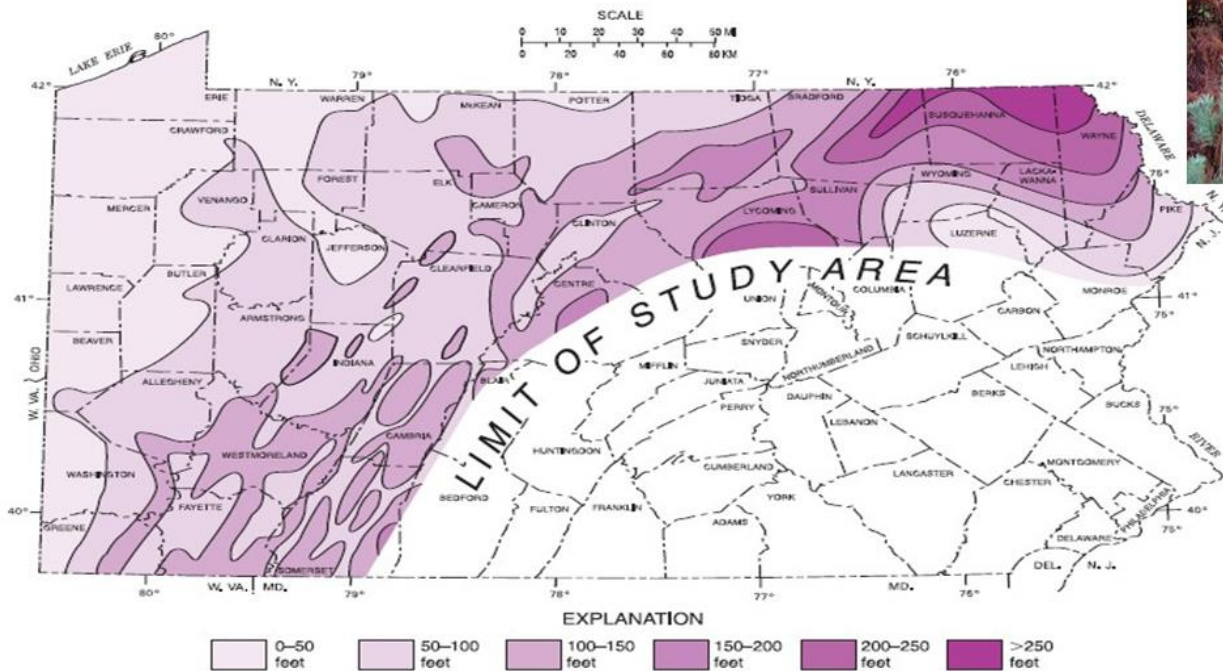 SCALE
0 10 20 30 40 50 MI
0 20 40 60 80 KM
LAKE ERIE
80°
42°
79°
N. Y.
78°
77°
N. Y.
76°
42°
ERIE
WARREN
McKEAN
POTTER
TIOGA
BRADFORD
SUSQUEHANNA
WAYNE
DELAWARE
CRAWFORD
FOREST
ELK
CAMERON
SULLIVAN
WYOMING
LACKA-
WANNA
75°
PIKE
N. Y.
N. J.
MERCER
VENANGO
CLARION
JEFFERSON
CLINTON
LYCOMING
LUZERNE
BUTLER
CLEARFIELD
CENTRE
MONROE
41°
75°
LAWRENCE
41°
ARMSTRONG
UNION
MONTOUR
COLUMBIA
CARBON
BEAVER
INDIANA
SNYDER
NORTHUMBERLAND
SCHUYLKILL
NORTHAMPTON
ALLEGHENY
BLAIR
MIFFLIN
JUNIATA
LEHIGH
W. VA. OHIO
CAMBRIA
PERRY
DAUPHIN
BERKS
BUCKS
75°
LEBANON
RIVER
LIMIT OF STUDY AREA
WASHINGTON
WESTMORELAND
HUNTINGDON
CUMBERLAND
LANCASTER
MONTGOMERY
CHESTER
PHILADELPHIA
40°
GREENE
FAYETTE
SOMERSET
BEDFORD
FULTON
FRANKLIN
ADAMS
YORK
40°
75°
DELAWARE
DEL.
N. J.
80°
W. VA.
MD.
79°
78°
77°
MD.
76°
EXPLANATION
0–50 feet
50–100 feet
100–150 feet
150–200 feet
200–250 feet
>250 feet